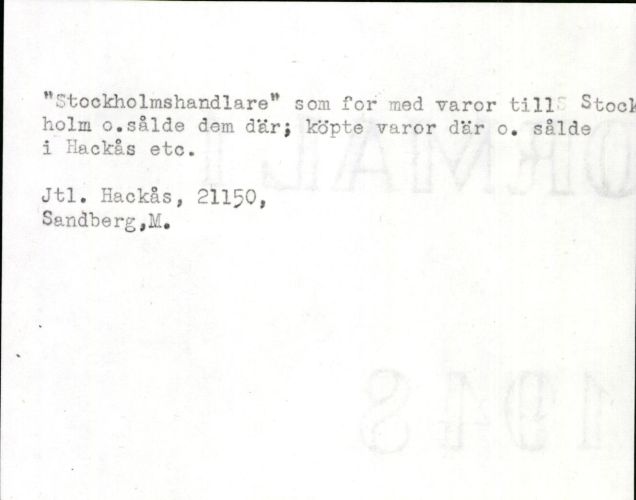 "Stockholmshandlare" som for med varor till Stock
holm o.sålde dem där; köpte varor där o. sålde
i Hackås etc.
Jtl. Hackås, 21150,
Sandberg,M.